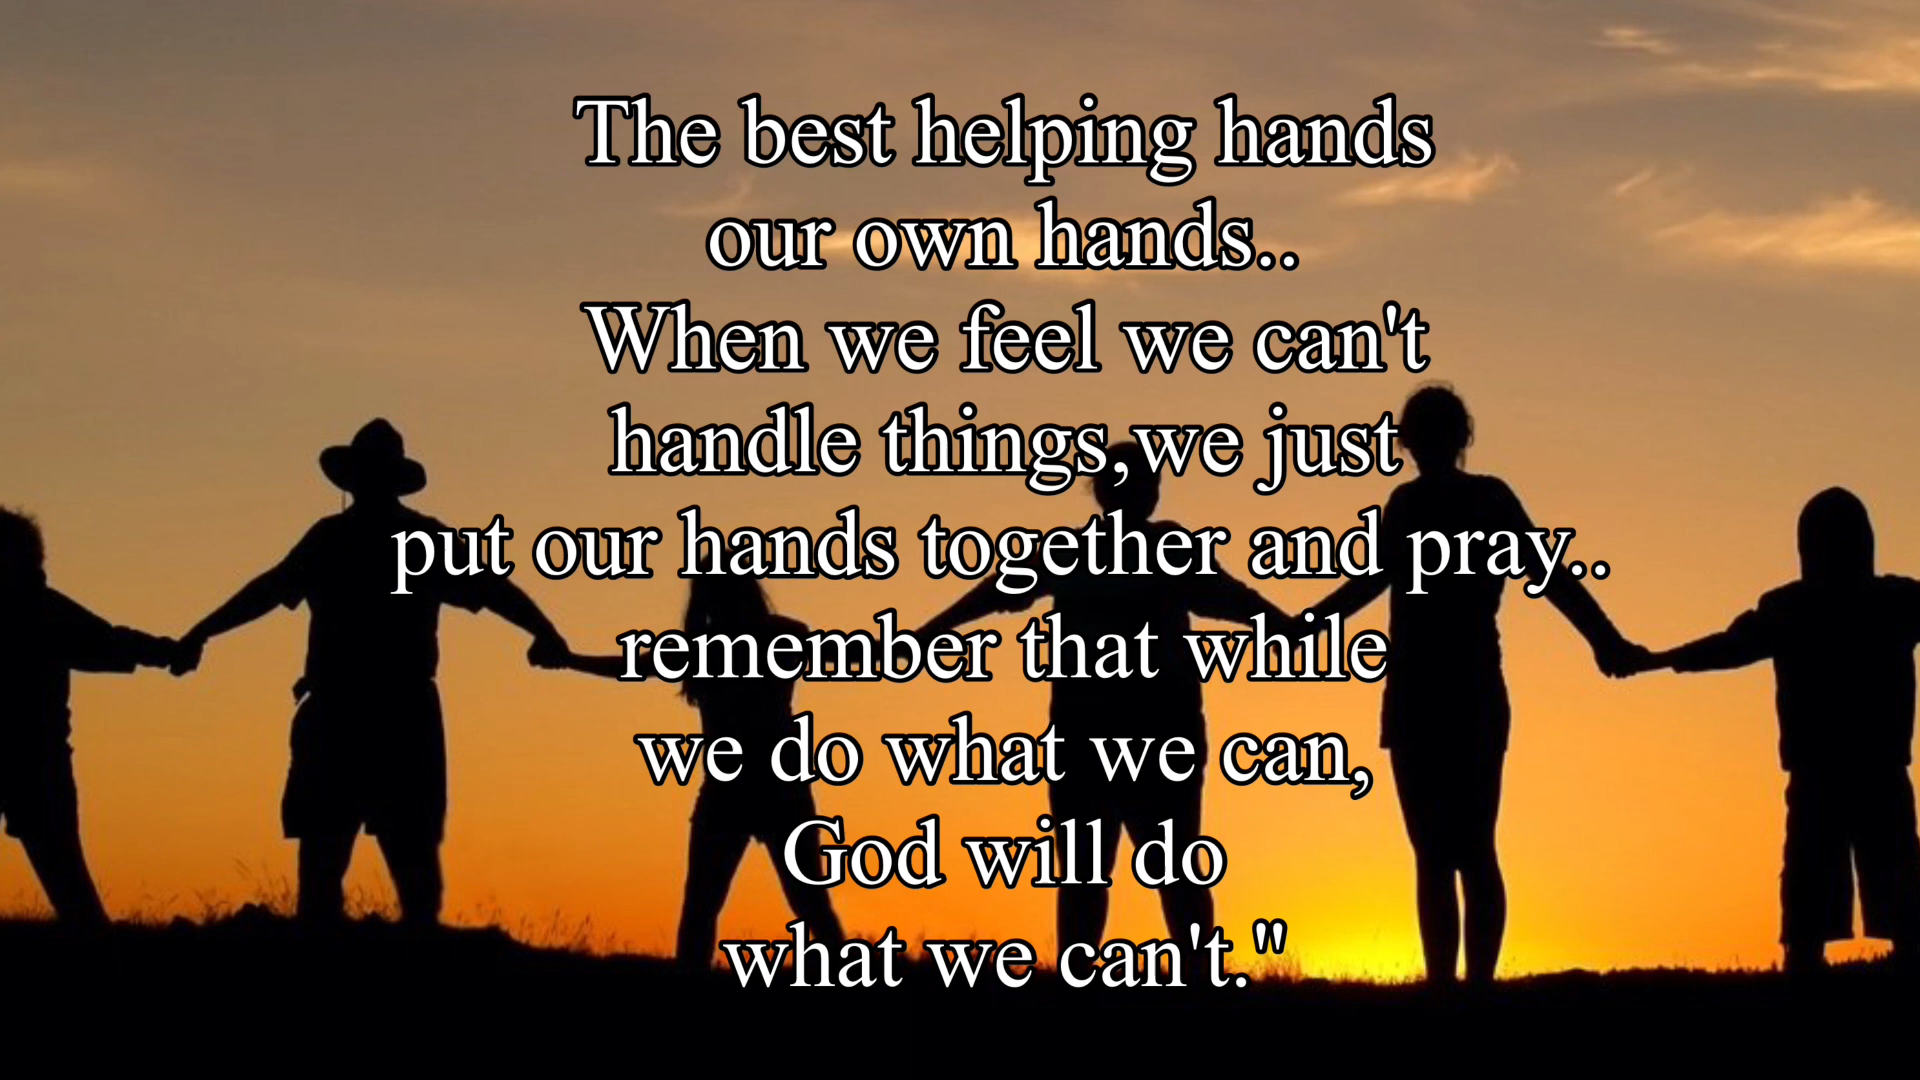 The best helping hands
our own hands..
When we feel we can't
handle things,we just
put our hands together and pray..
remember that while
we do what we can,
God will do
what we can't."